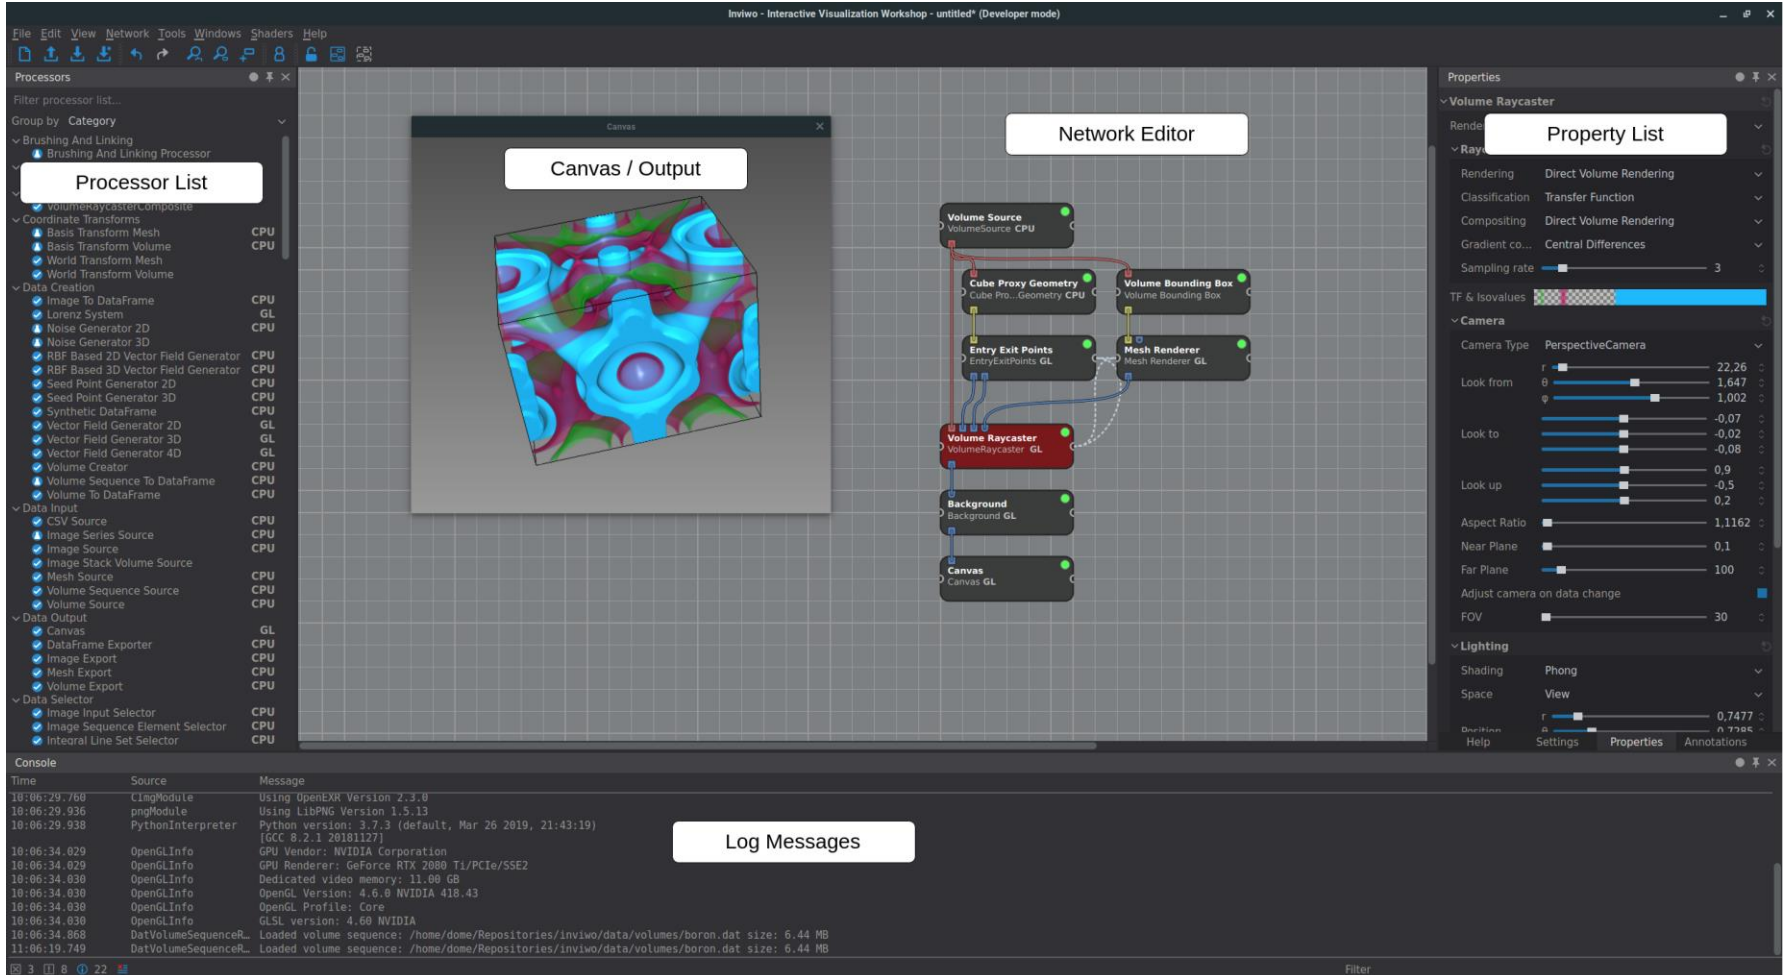 Inviwo - Interactive Visualization Workshop - untitled* (Developer mode)
File Edit View Network Tools Windows Shaders Help
Processors
Filter processor list...
Group by Category
Brushing And Linking
Brushing And Linking Processor
Processor List
VolumeRaycasterComposite
Coordinate Transforms
Basis Transform Mesh CPU
Basis Transform Volume CPU
World Transform Mesh
World Transform Volume
Data Creation
Image To DataFrame CPU
Lorenz System GL
Noise Generator 2D CPU
Noise Generator 3D
RBF Based 2D Vector Field Generator CPU
RBF Based 3D Vector Field Generator CPU
Seed Point Generator 2D CPU
Seed Point Generator 3D CPU
Synthetic DataFrame CPU
Vector Field Generator 2D GL
Vector Field Generator 3D GL
Vector Field Generator 4D GL
Volume Creator CPU
Volume Sequence To DataFrame CPU
Volume To DataFrame CPU
Data Input
CSV Source CPU
Image Series Source CPU
Image Source CPU
Image Stack Volume Source
Mesh Source CPU
Volume Sequence Source CPU
Volume Source CPU
Data Output
Canvas GL
DataFrame Exporter CPU
Image Export CPU
Mesh Export CPU
Volume Export CPU
Data Selector
Image Input Selector CPU
Image Sequence Element Selector CPU
Integral Line Set Selector CPU
Canvas
Canvas / Output
Network Editor
Volume Source
VolumeSource CPU
Cube Proxy Geometry
Cube Pro...Geometry CPU
Volume Bounding Box
Volume Bounding Box
Entry Exit Points
EntryExitPoints GL
Mesh Renderer
Mesh Renderer GL
Volume Raycaster
VolumeRaycaster GL
Background
Background GL
Canvas
Canvas GL
Properties
Volume Raycaster
Property List
Rendering Direct Volume Rendering
Classification Transfer Function
Compositing Direct Volume Rendering
Gradient co... Central Differences
Sampling rate 3
TF & Isovalues
Camera
Camera Type PerspectiveCamera
r 22,26
Look from θ 1,647
φ 1,002
-0,07
Look to -0,02
-0,08
0,9
Look up -0,5
0,2
Aspect Ratio 1,1162
Near Plane 0,1
Far Plane 100
Adjust camera on data change
FOV 30
Lighting
Shading Phong
Space View
r 0,7477
Position θ 0,7285
Help Settings Properties Annotations
Console
Time Source Message
10:06:29.760 CImgModule Using OpenEXR Version 2.3.0
10:06:29.936 pngModule Using LibPNG Version 1.5.13
10:06:29.938 PythonInterpreter Python version: 3.7.3 (default, Mar 26 2019, 21:43:19)
[GCC 8.2.1 20181127]
10:06:34.029 OpenGLInfo GPU Vendor: NVIDIA Corporation
10:06:34.029 OpenGLInfo GPU Renderer: GeForce RTX 2080 Ti/PCIe/SSE2
10:06:34.030 OpenGLInfo Dedicated video memory: 11.00 GB
10:06:34.030 OpenGLInfo OpenGL Version: 4.6.0 NVIDIA 418.43
10:06:34.030 OpenGLInfo OpenGL Profile: Core
10:06:34.030 OpenGLInfo GLSL version: 4.60 NVIDIA
10:06:34.868 DatVolumeSequenceR... Loaded volume sequence: /home/dome/Repositories/inviwo/data/volumes/boron.dat size: 6.44 MB
11:06:19.749 DatVolumeSequenceR... Loaded volume sequence: /home/dome/Repositories/inviwo/data/volumes/boron.dat size: 6.44 MB
Log Messages
3 8 22 Filter